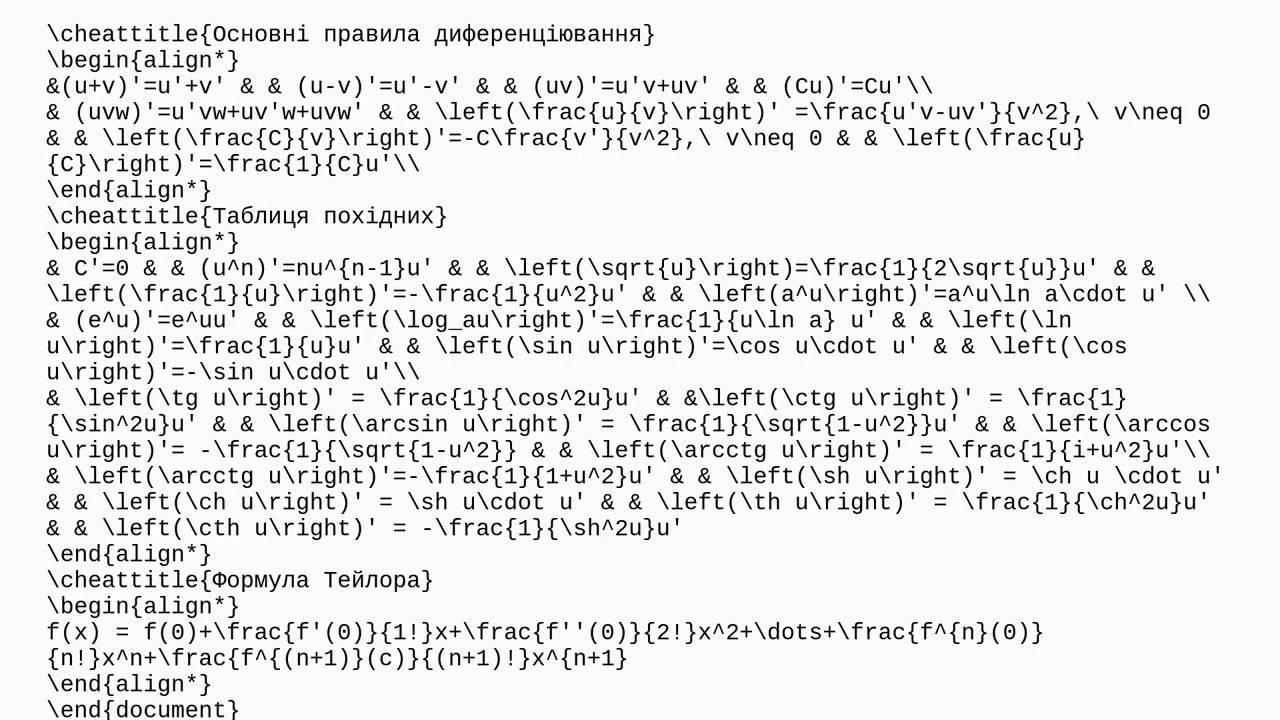 \cheattitle{Основні правила диференціювання}
\begin{align*}
&(u+v)'=u'+v' & & (u-v)'=u'-v' & & (uv)'=u'v+uv' & & (Cu)'=Cu'\\
& (uvw)'=u'vw+uv'w+uvw' & & \left(\frac{u}{v}\right)' =\frac{u'v-uv'}{v^2},\ v\neq 0
& & \left(\frac{C}{v}\right)'=-C\frac{v'}{v^2},\ v\neq 0 & & \left(\frac{u}
{C}\right)'=\frac{1}{C}u'\\
\end{align*}
\cheattitle{Таблиця похідних}
\begin{align*}
& C'=0 & & (u^n)'=nu^{n-1}u' & & \left(\sqrt{u}\right)=\frac{1}{2\sqrt{u}}u' & &
\left(\frac{1}{u}\right)'=-\frac{1}{u^2}u' & & \left(a^u\right)'=a^u\ln a\cdot u' \\
& (e^u)'=e^uu' & & \left(\log_au\right)'=\frac{1}{u\ln a} u' & & \left(\ln
u\right)'=\frac{1}{u}u' & & \left(\sin u\right)'=\cos u\cdot u' & & \left(\cos
u\right)'=-\sin u\cdot u'\\
& \left(\tg u\right)' = \frac{1}{\cos^2u}u' & &\left(\ctg u\right)' = \frac{1}
{\sin^2u}u' & & \left(\arcsin u\right)' = \frac{1}{\sqrt{1-u^2}}u' & & \left(\arccos
u\right)'= -\frac{1}{\sqrt{1-u^2}} & & \left(\arcctg u\right)' = \frac{1}{i+u^2}u'\\
& \left(\arcctg u\right)'=-\frac{1}{1+u^2}u' & & \left(\sh u\right)' = \ch u \cdot u'
& & \left(\ch u\right)' = \sh u\cdot u' & & \left(\th u\right)' = \frac{1}{\ch^2u}u'
& & \left(\cth u\right)' = -\frac{1}{\sh^2u}u'
\end{align*}
\cheattitle{Формула Тейлора}
\begin{align*}
f(x) = f(0)+\frac{f'(0)}{1!}x+\frac{f''(0)}{2!}x^2+\dots+\frac{f^{n}(0)}
{n!}x^n+\frac{f^{(n+1)}(c)}{(n+1)!}x^{n+1}
\end{align*}
\end{document}